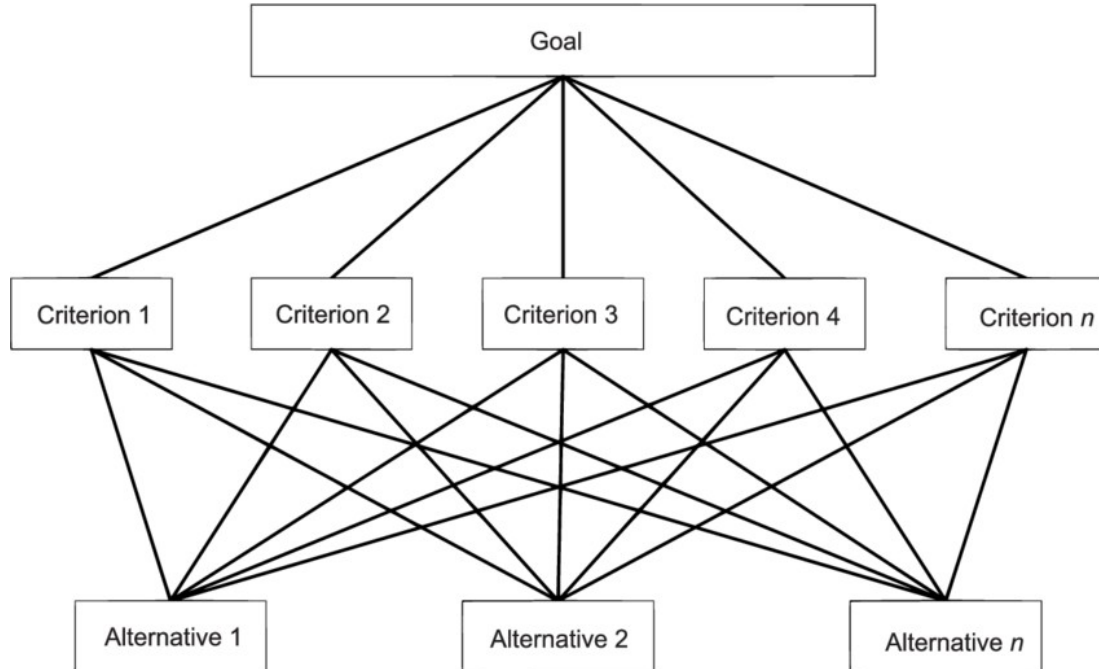 Goal
Criterion 1
Criterion 2
Criterion 3
Criterion 4
Criterion n
Alternative 1
Alternative 2
Alternative n